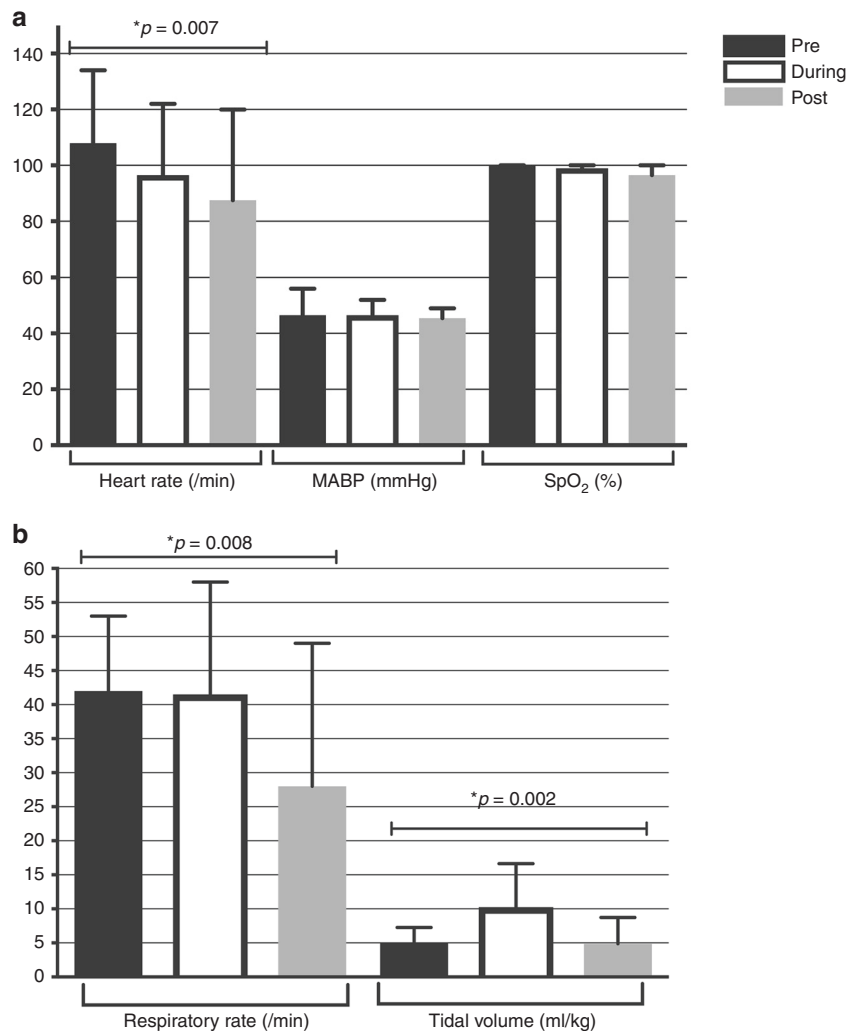 a
*p = 0.007
Pre
During
Post
140
120
100
80
60
40
20
0
Heart rate (/min) MABP (mmHg) SpO₂ (%)
b
*p = 0.008
60
55
50
45
40
35
30
25
*p = 0.002
20
15
10
5
0
Respiratory rate (/min) Tidal volume (ml/kg)